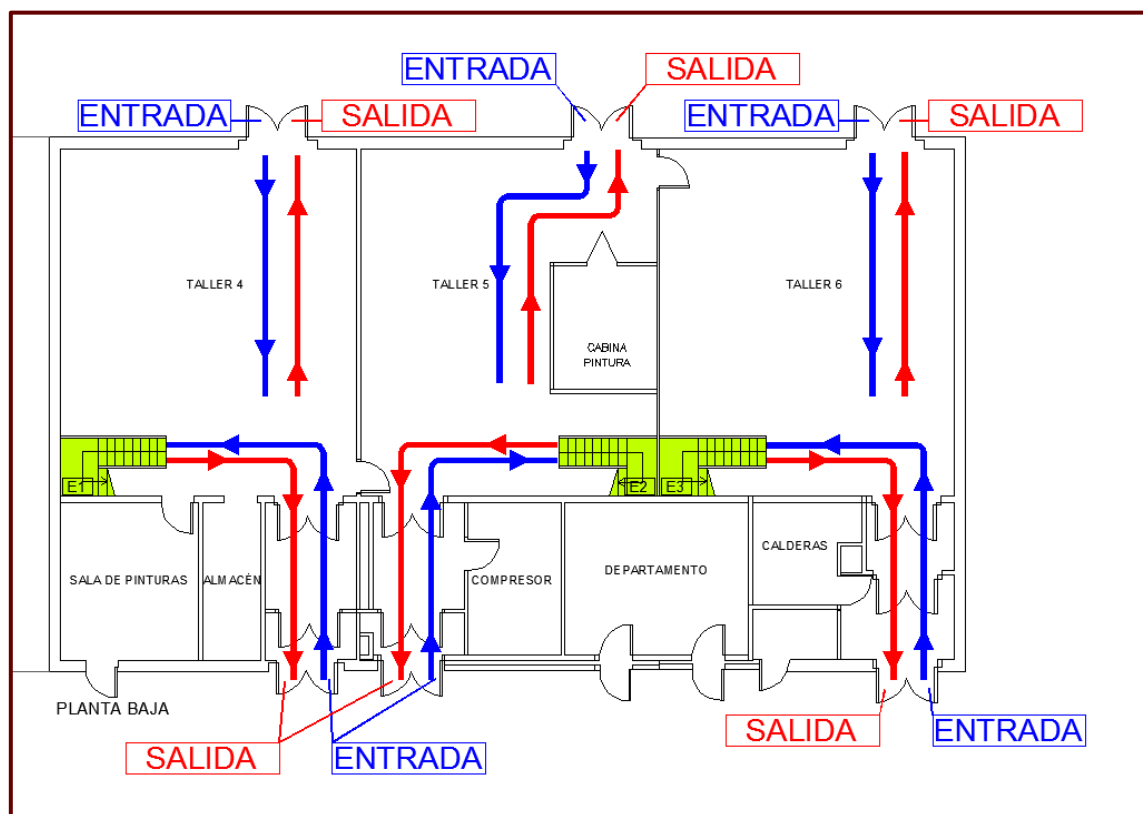 ENTRADA
SALIDA
ENTRADA
SALIDA
ENTRADA
SALIDA
TALLER 4
TALLER 5
TALLER 6
CABINA
PINTURA
E1
E2
E3
SALA DE PINTURAS
ALMACÉN
COMPRESOR
DEPARTAMENTO
CALDERAS
PLANTA BAJA
SALIDA
ENTRADA
SALIDA
ENTRADA